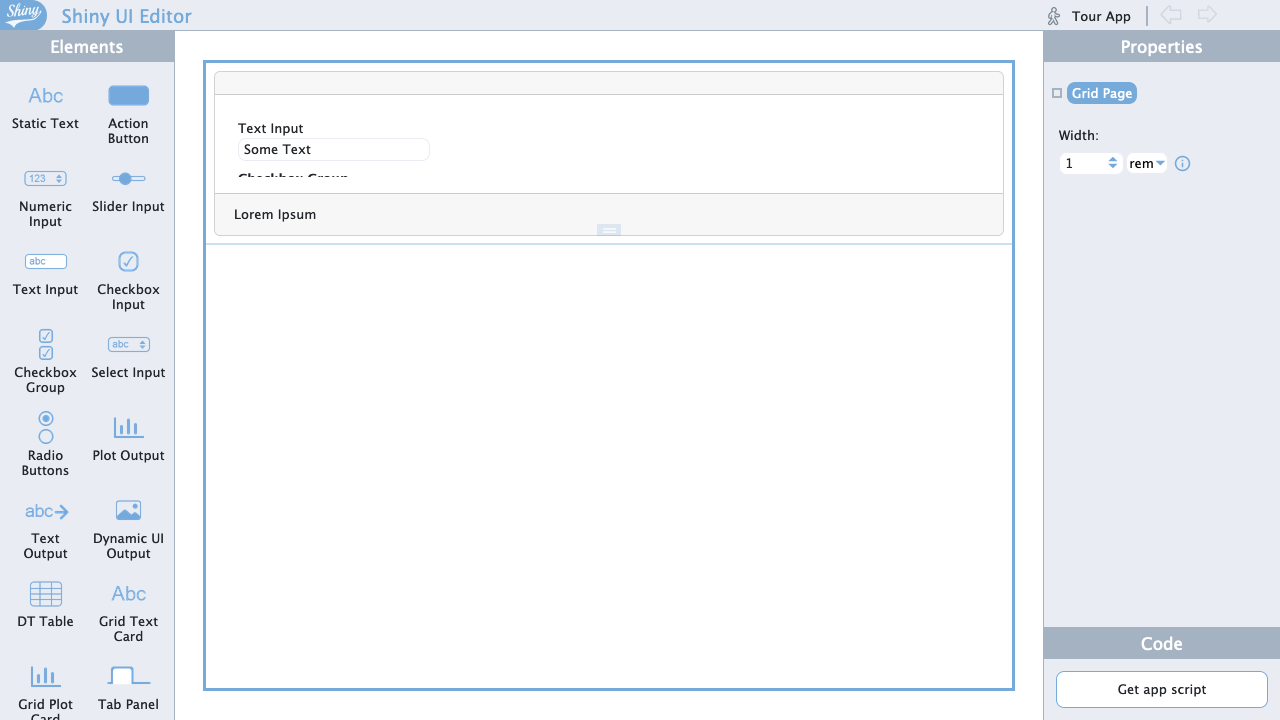 Shiny
Shiny UI Editor
Tour App
Elements
Properties
Abc
Static Text
Action
Button
123
Numeric
Input
Slider Input
abc
Text Input
Checkbox
Input
Checkbox
Group
abc
Select Input
Radio
Buttons
Plot Output
abc
Text
Output
Dynamic UI
Output
DT Table
Abc
Grid Text
Card
Grid Plot
Card
Tab Panel
Text Input
Some Text
Checkbox Group
Lorem Ipsum
Grid Page
Width:
1
rem
Code
Get app script